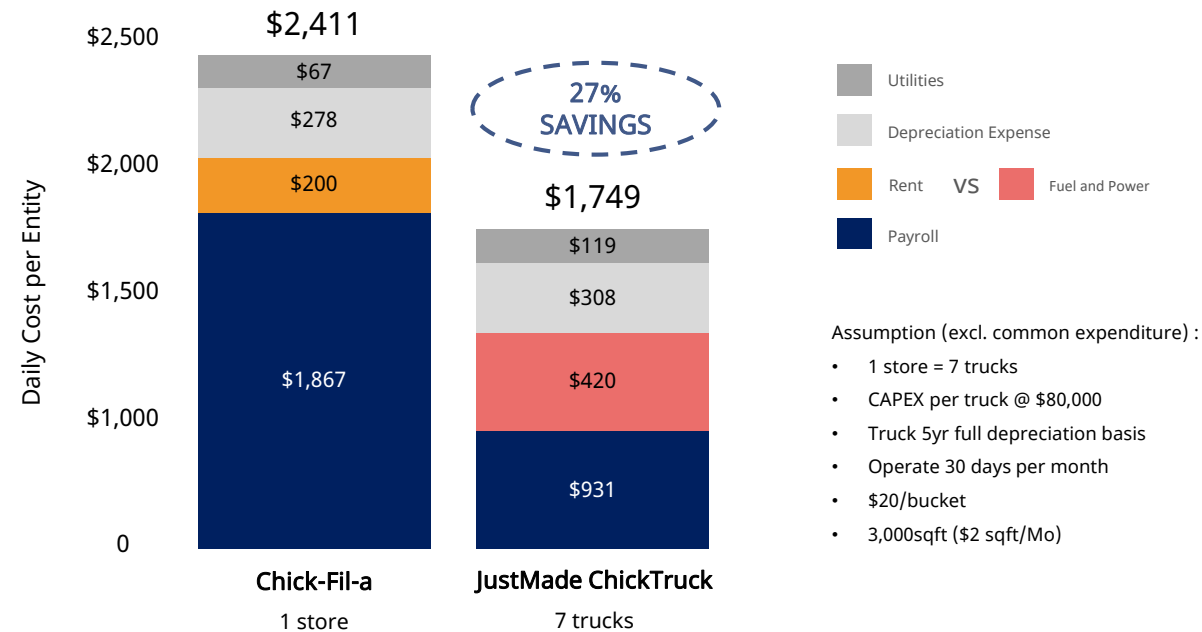 $2,500
$2,000
$1,500
$1,000
0
Daily Cost per Entity
$2,411
$67
$278
$200
$1,867
Chick-Fil-a
1 store
27%
SAVINGS
$1,749
$119
$308
$420
$931
JustMade ChickTruck
7 trucks
Utilities
Depreciation Expense
Rent VS Fuel and Power
Payroll
Assumption (excl. common expenditure) :
• 1 store = 7 trucks
• CAPEX per truck @ $80,000
• Truck 5yr full depreciation basis
• Operate 30 days per month
• $20/bucket
• 3,000sqft ($2 sqft/Mo)